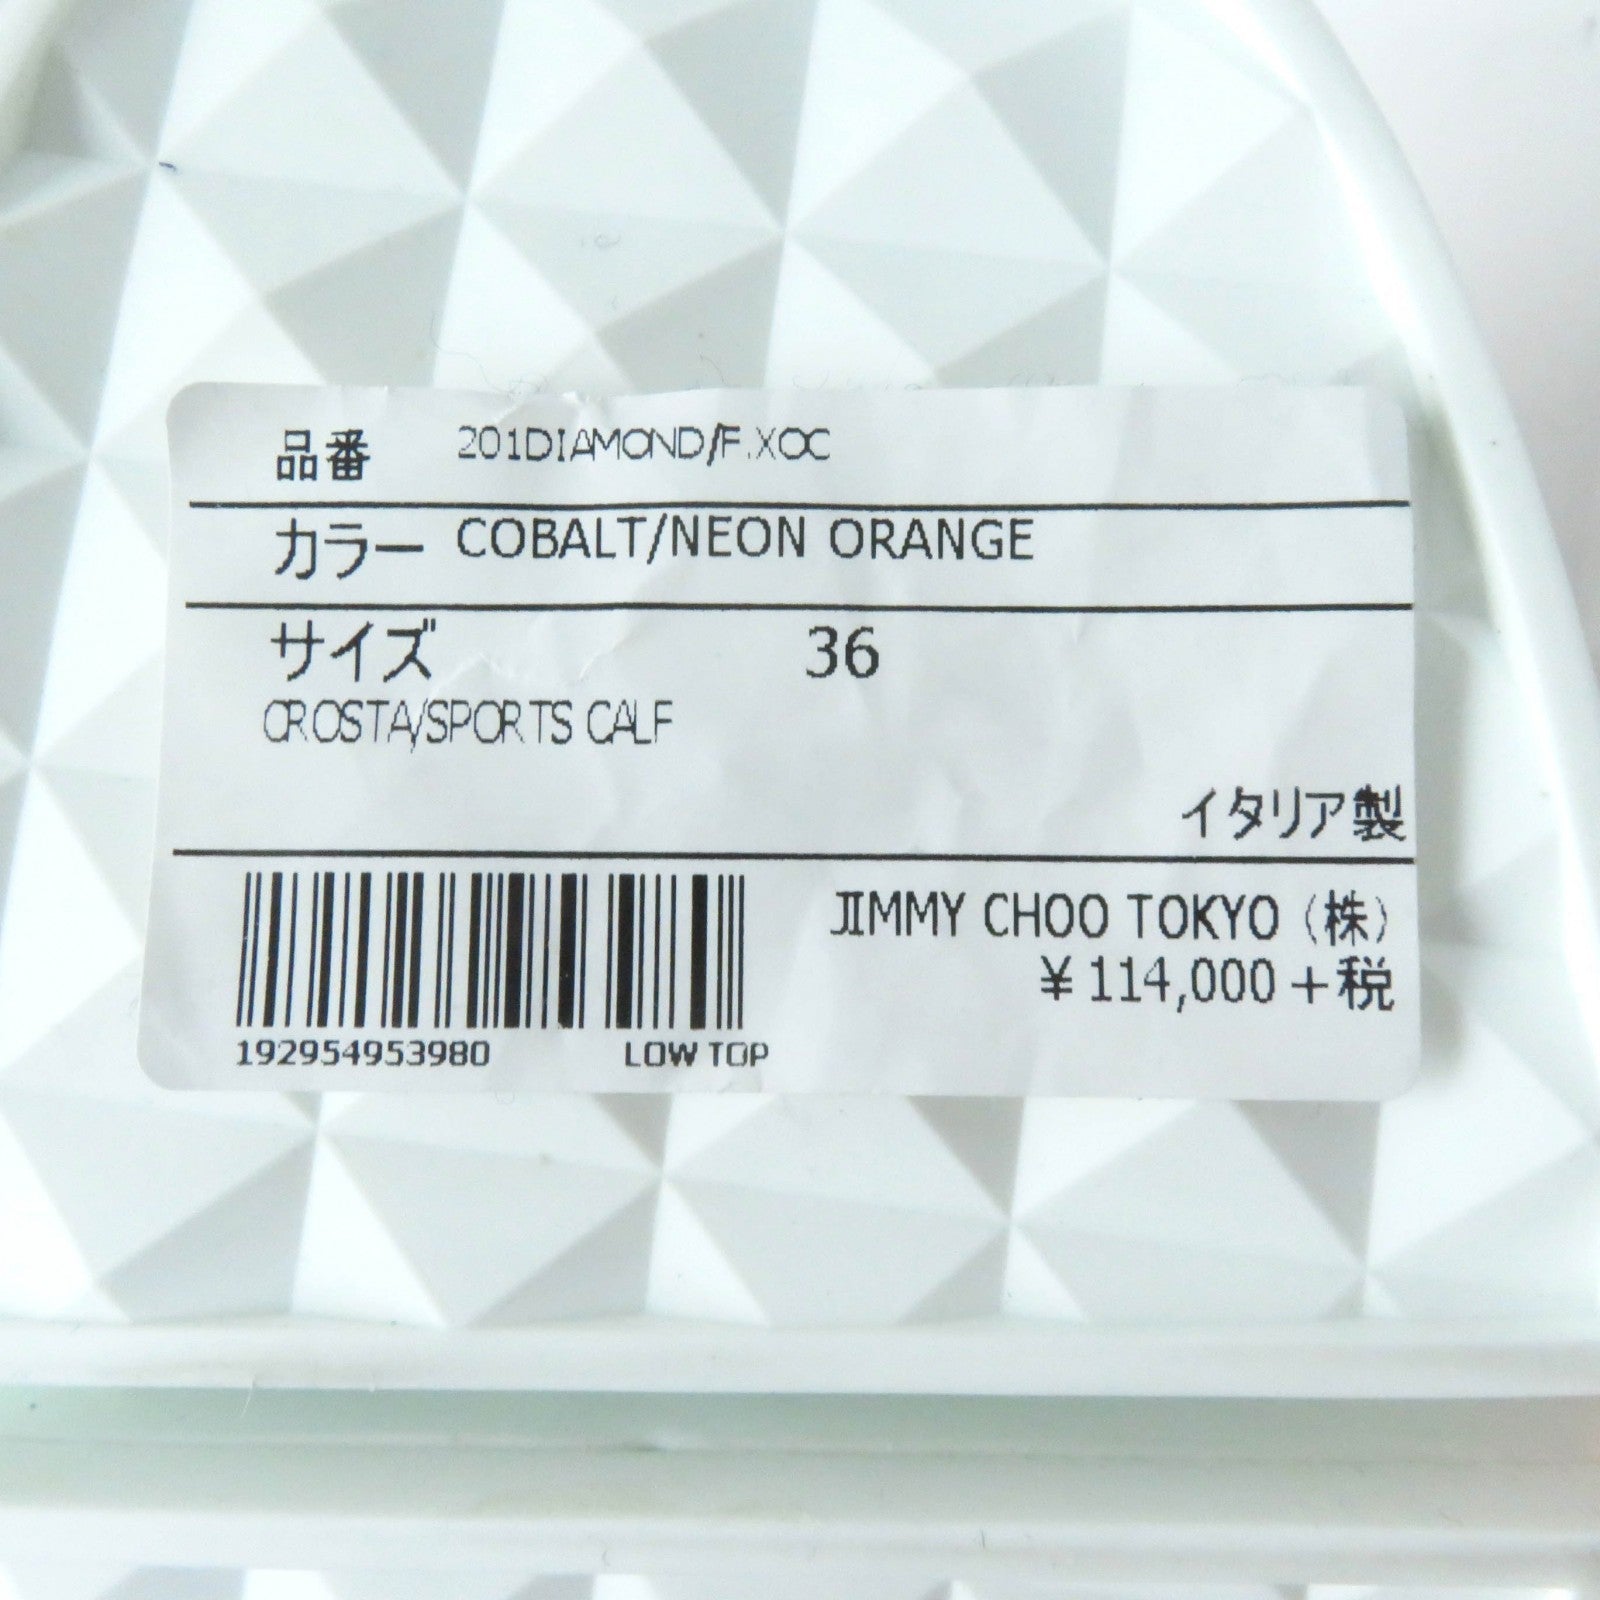 品番 201DIAMOND/F.XOC
カラー COBALT/NEON ORANGE
サイズ 36
CROSTA/SPORTS CALF
イタリア製
JIMMY CHOO TOKYO（株）
¥114,000+税
192954953980 LOW TOP